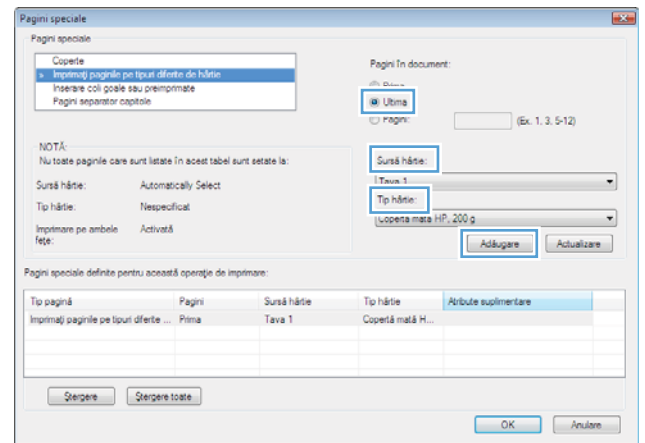 Pagini speciale
Pagini speciale
Coperte
» Imprimați paginile pe tipuri diferite de hârtie
Inserare coli goale sau preimprimate
Pagini separator capitole
Pagini în document:
Prima
Ultima
Pagini:
(Ex. 1, 3, 5-12)
NOTĂ:
Nu toate paginile care sunt listate în acest tabel sunt setate la:
Sursă hârtie: Automatically Select
Tip hârtie: Nespecificat
Imprimare pe ambele Activată
fețe:
Sursă hârtie:
Tava 1
Tip hârtie:
Copertă mată HP, 200 g
Adăugare Actualizare
Pagini speciale definite pentru această operație de imprimare:
Tip pagină Pagini Sursă hârtie Tip hârtie Atribute suplimentare
Imprimați paginile pe tipuri diferite ... Prima Tava 1 Copertă mată H...
Ștergere Ștergere toate
OK Anulare